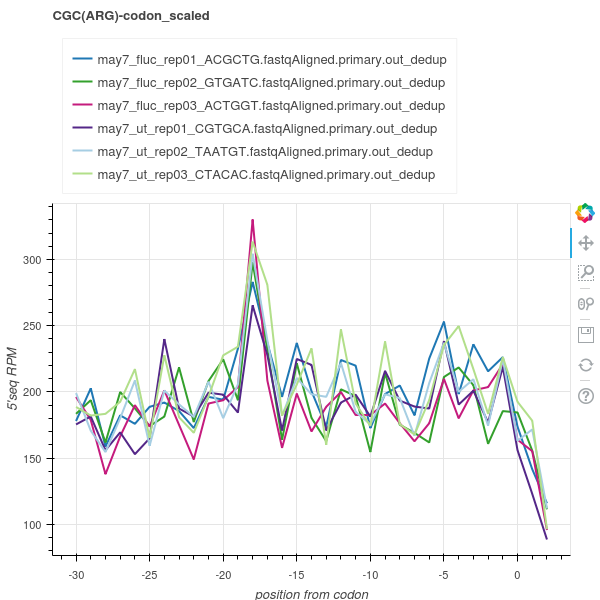 CGC(ARG)-codon_scaled
may7_fluc_rep01_ACGCTG.fastqAligned.primary.out_dedup
may7_fluc_rep02_GTGATC.fastqAligned.primary.out_dedup
may7_fluc_rep03_ACTGGT.fastqAligned.primary.out_dedup
may7_ut_rep01_CGTGCA.fastqAligned.primary.out_dedup
may7_ut_rep02_TAATGT.fastqAligned.primary.out_dedup
may7_ut_rep03_CTACAC.fastqAligned.primary.out_dedup
300
250
200
150
100
5'seq RPM
-30 -25 -20 -15 -10 -5 0
position from codon